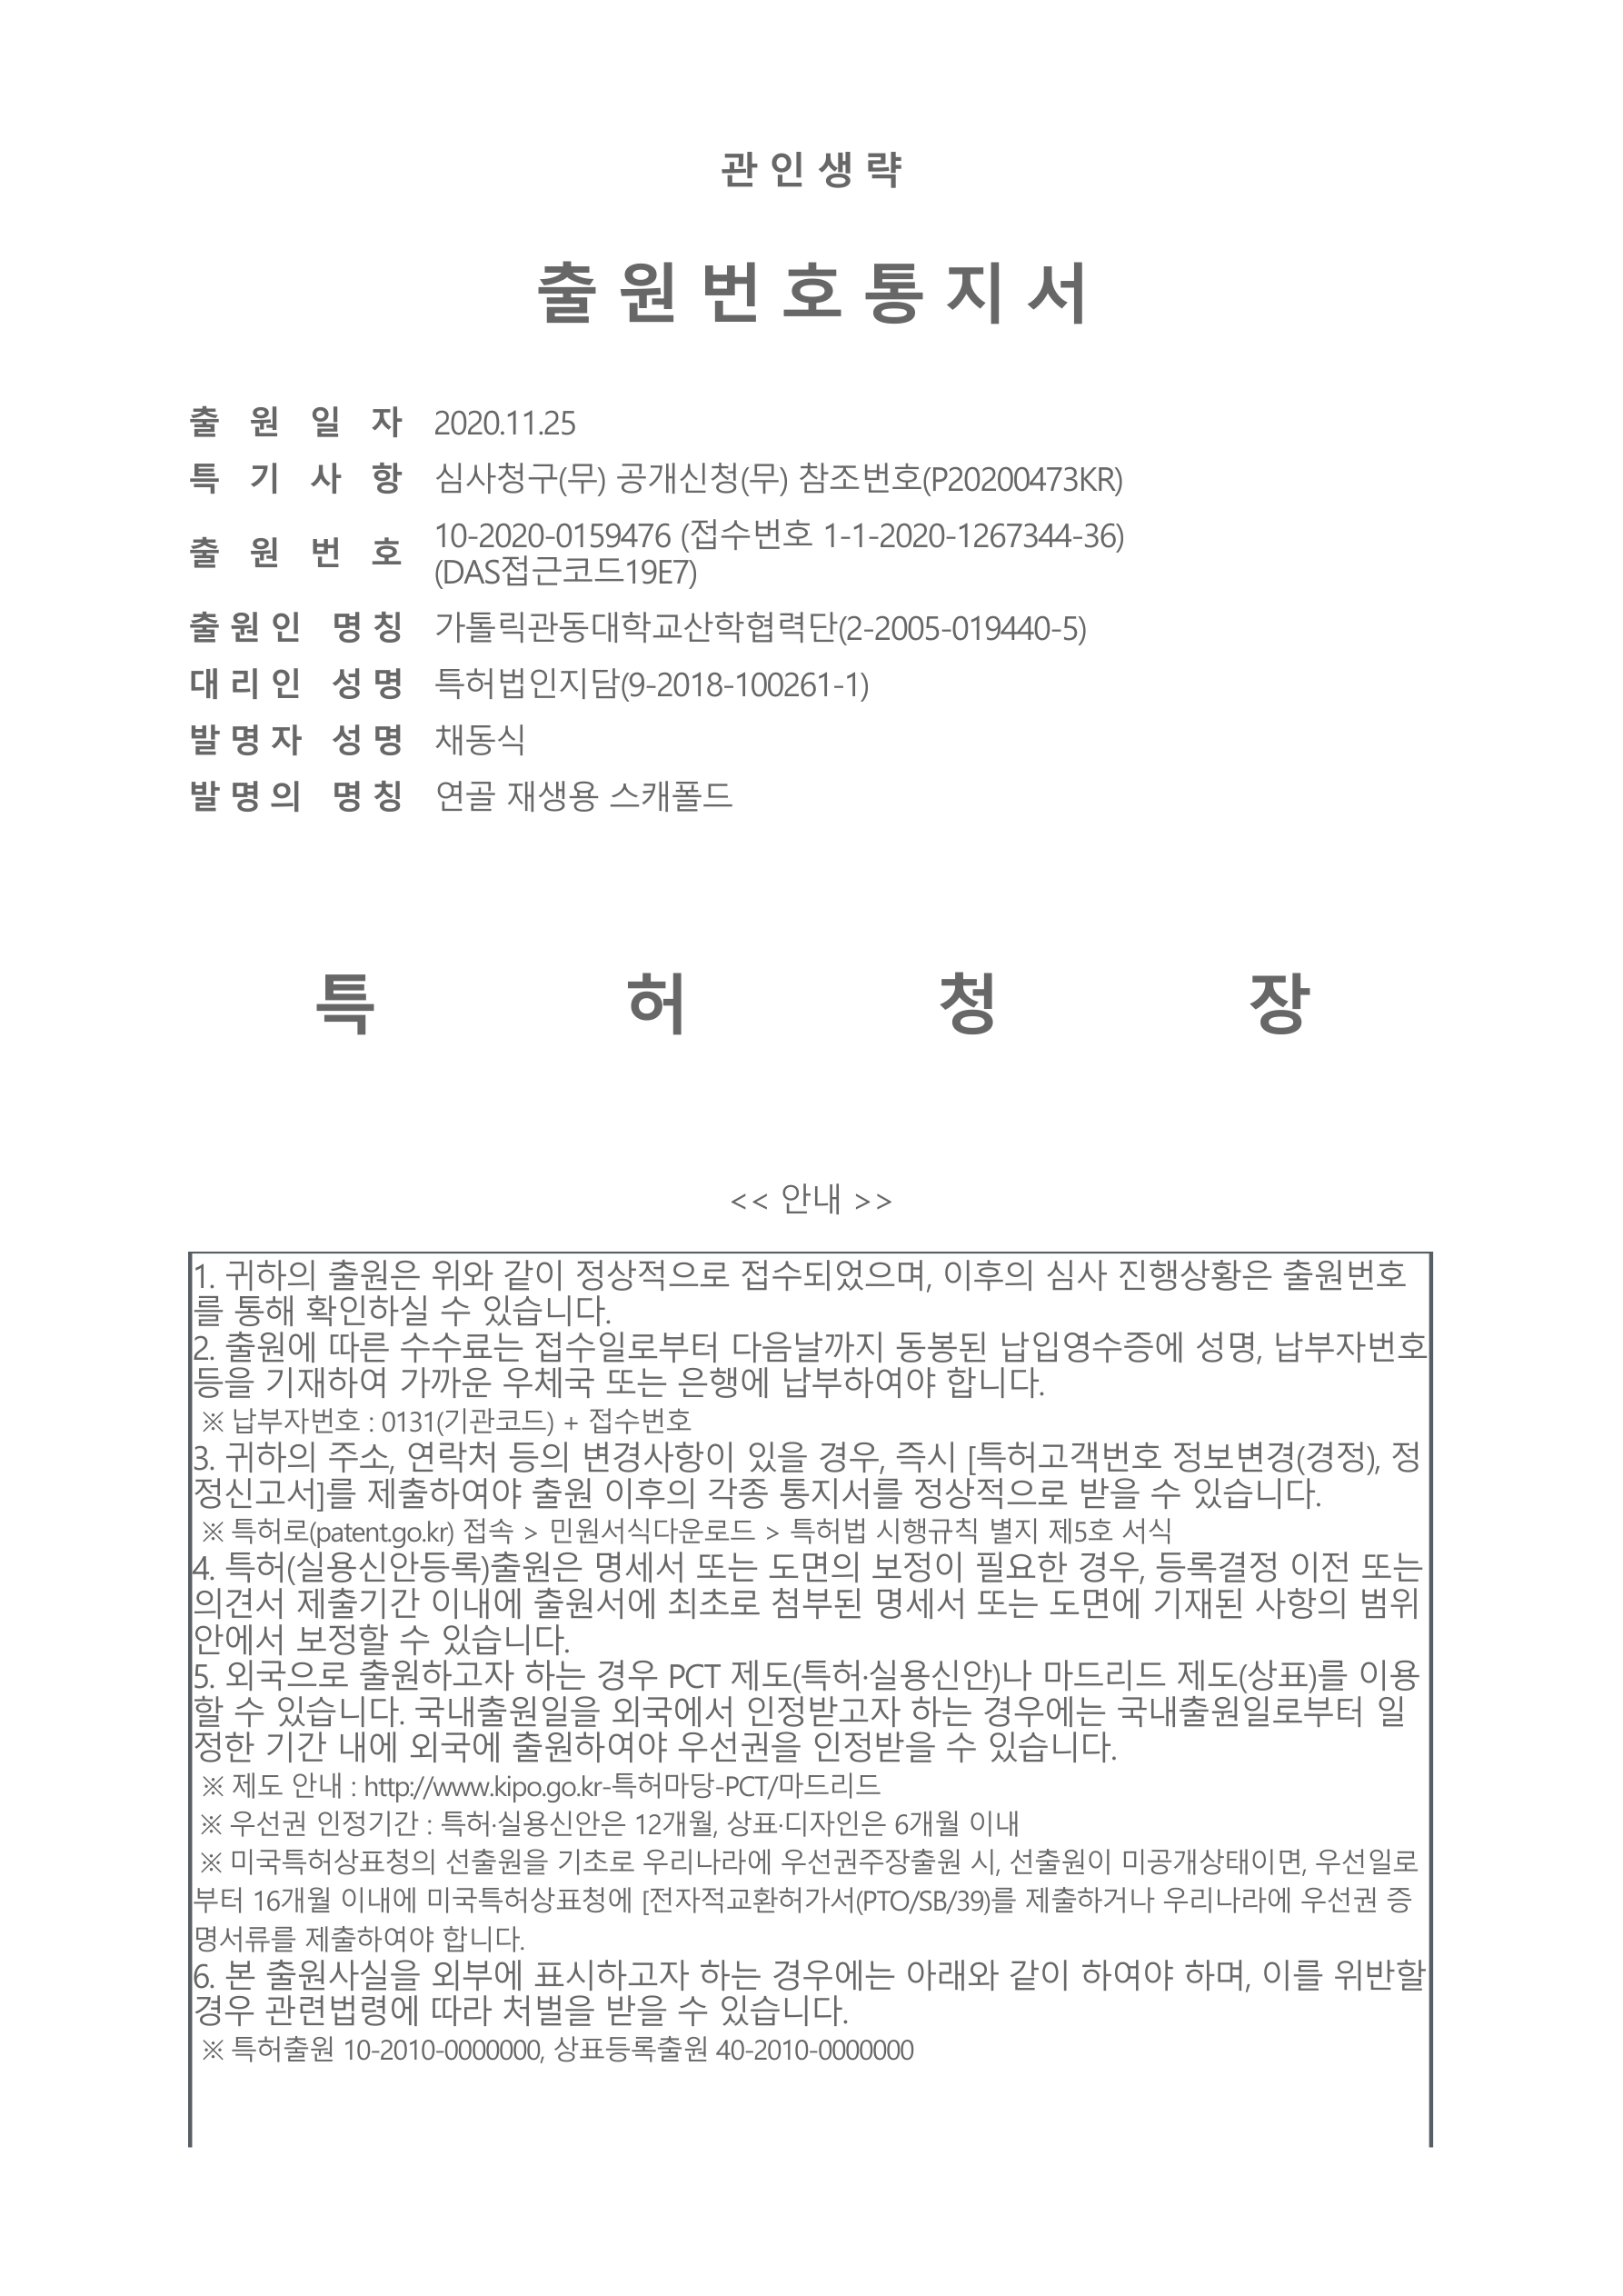 관 인 생 략
출 원 번 호 통 지 서
출 원 일 자 2020.11.25
특 기 사 항 심사청구(무) 공개신청(무) 참조번호(P20200473KR)
출 원 번 호 10-2020-0159476 (접수번호 1-1-2020-1267344-36)
(DAS접근코드19E7)
출 원 인 명 칭 가톨릭관동대학교산학협력단(2-2005-019440-5)
대 리 인 성 명 특허법인지담(9-2018-100261-1)
발 명 자 성 명 채동식
발 명 의 명 칭 연골 재생용 스캐폴드
특 허 청 장
<< 안내 >>
1. 귀하의 출원은 위와 같이 정상적으로 접수되었으며, 이후의 심사 진행상황은 출원번호
를 통해 확인하실 수 있습니다.
2. 출원에 따른 수수료는 접수일로부터 다음날까지 동봉된 납입영수증에 성명, 납부자번호
등을 기재하여 가까운 우체국 또는 은행에 납부하여야 합니다.
※ 납부자번호 : 0131(기관코드) + 접수번호
3. 귀하의 주소, 연락처 등의 변경사항이 있을 경우, 즉시 [특허고객번호 정보변경(경정), 정
정신고서]를 제출하여야 출원 이후의 각종 통지서를 정상적으로 받을 수 있습니다.
※ 특허로(patent.go.kr) 접속 > 민원서식다운로드 > 특허법 시행규칙 별지 제5호 서식
4. 특허(실용신안등록)출원은 명세서 또는 도면의 보정이 필요한 경우, 등록결정 이전 또는
의견서 제출기간 이내에 출원서에 최초로 첨부된 명세서 또는 도면에 기재된 사항의 범위
안에서 보정할 수 있습니다.
5. 외국으로 출원하고자 하는 경우 PCT 제도(특허·실용신안)나 마드리드 제도(상표)를 이용
할 수 있습니다. 국내출원일을 외국에서 인정받고자 하는 경우에는 국내출원일로부터 일
정한 기간 내에 외국에 출원하여야 우선권을 인정받을 수 있습니다.
※ 제도 안내 : http://www.kipo.go.kr-특허마당-PCT/마드리드
※ 우선권 인정기간 : 특허·실용신안은 12개월, 상표·디자인은 6개월 이내
※ 미국특허상표청의 선출원을 기초로 우리나라에 우선권주장출원 시, 선출원이 미공개상태이면, 우선일로
부터 16개월 이내에 미국특허상표청에 [전자적교환허가서(PTO/SB/39)를 제출하거나 우리나라에 우선권 증
명서류를 제출하여야 합니다.
6. 본 출원사실을 외부에 표시하고자 하는 경우에는 아래와 같이 하여야 하며, 이를 위반할
경우 관련법령에 따라 처벌을 받을 수 있습니다.
※ 특허출원 10-2010-0000000, 상표등록출원 40-2010-0000000